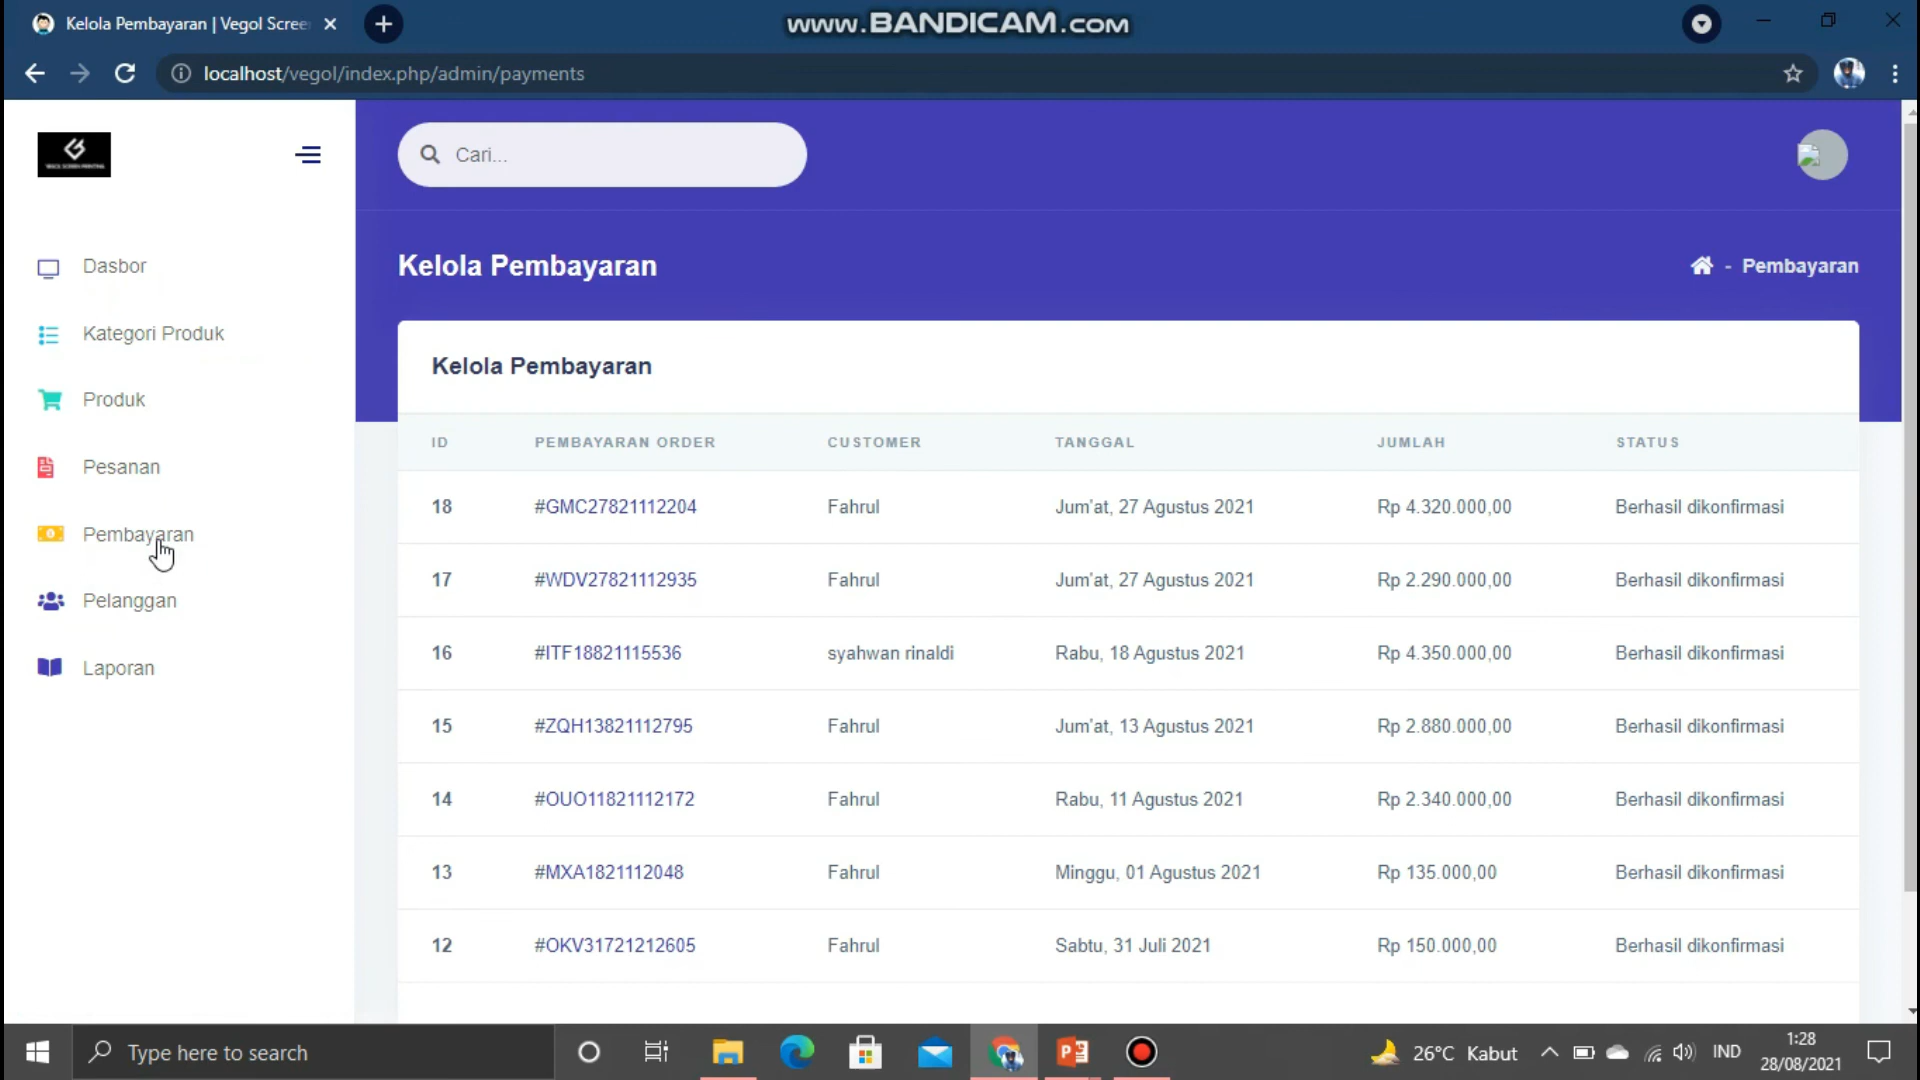 Kelola Pembayaran | Vegol Scree
www.BANDICAM.com
localhost/vegol/index.php/admin/payments
Cari...
Dasbor
Kategori Produk
Produk
Pesanan
Pembayaran
Pelanggan
Laporan
Kelola Pembayaran
- Pembayaran
Kelola Pembayaran
ID PEMBAYARAN ORDER CUSTOMER TANGGAL JUMLAH STATUS
18 #GMC27821112204 Fahrul Jum'at, 27 Agustus 2021 Rp 4.320.000,00 Berhasil dikonfirmasi
17 #WDV27821112935 Fahrul Jum'at, 27 Agustus 2021 Rp 2.290.000,00 Berhasil dikonfirmasi
16 #ITF18821115536 syahwan rinaldi Rabu, 18 Agustus 2021 Rp 4.350.000,00 Berhasil dikonfirmasi
15 #ZQH13821112795 Fahrul Jum'at, 13 Agustus 2021 Rp 2.880.000,00 Berhasil dikonfirmasi
14 #OUO11821112172 Fahrul Rabu, 11 Agustus 2021 Rp 2.340.000,00 Berhasil dikonfirmasi
13 #MXA1821112048 Fahrul Minggu, 01 Agustus 2021 Rp 135.000,00 Berhasil dikonfirmasi
12 #OKV31721212605 Fahrul Sabtu, 31 Juli 2021 Rp 150.000,00 Berhasil dikonfirmasi
Type here to search
26°C Kabut
IND
1:28
28/08/2021